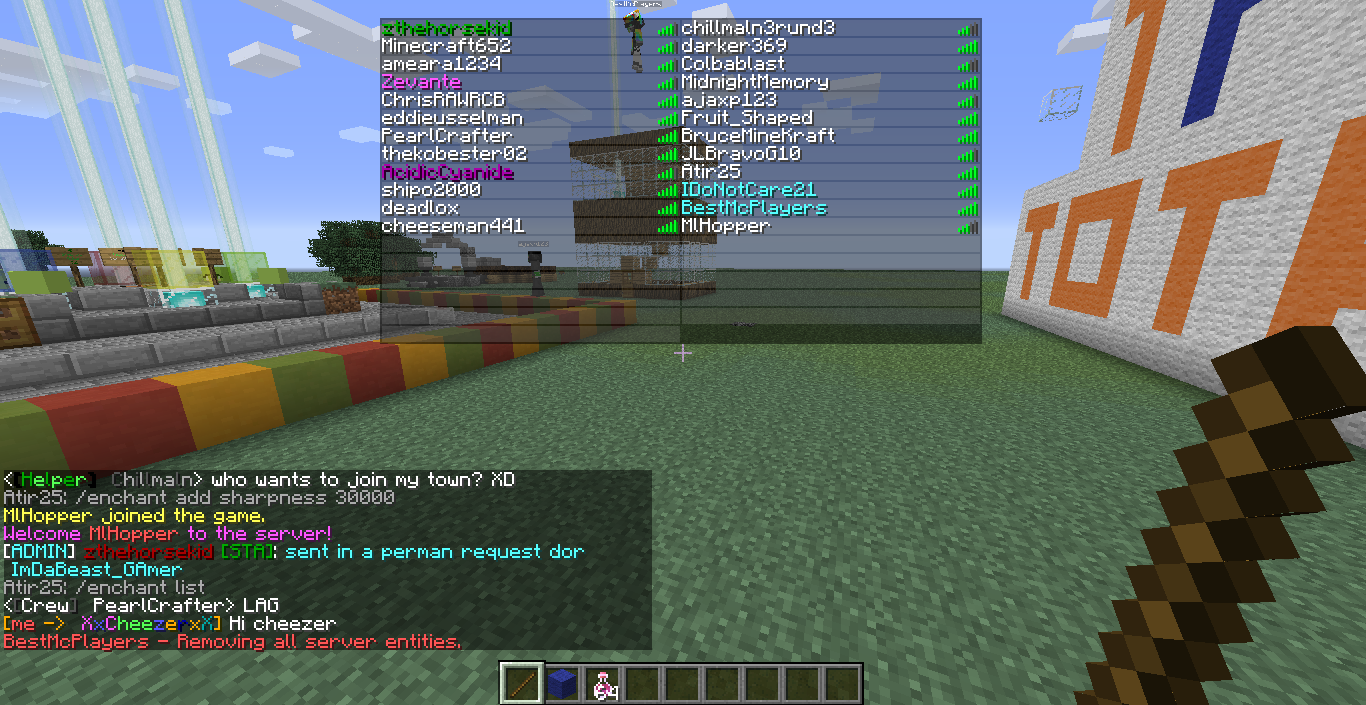 BestMcPlayers
zthehorsekid
Minecraft652
ameara1234
Zevante
ChrisRAWRCB
eddieusselman
PearlCrafter
thekobester02
AcidicCyanide
shipo2000
deadlox
cheeseman441
chillmaln3rund3
darker369
Colbablast
MidnightMemory
ajaxp123
Fruit_Shaped
BruceMineKraft
JLBravoG10
Atir25
IDoNotCare21
BestMcPlayers
MlHopper
TOT
<[Helper] Chillmaln> who wants to join my town? XD
Atir25: /enchant add sharpness 30000
MlHopper joined the game.
Welcome MlHopper to the server!
[ADMIN] zthehorsekid [STA]: sent in a perman request dor
ImDaBeast_GAmer
Atir25: /enchant list
<[Crew] PearlCrafter> LAG
[me -> XxCheezerxX] Hi cheezer
BestMcPlayers - Removing all server entities.
4